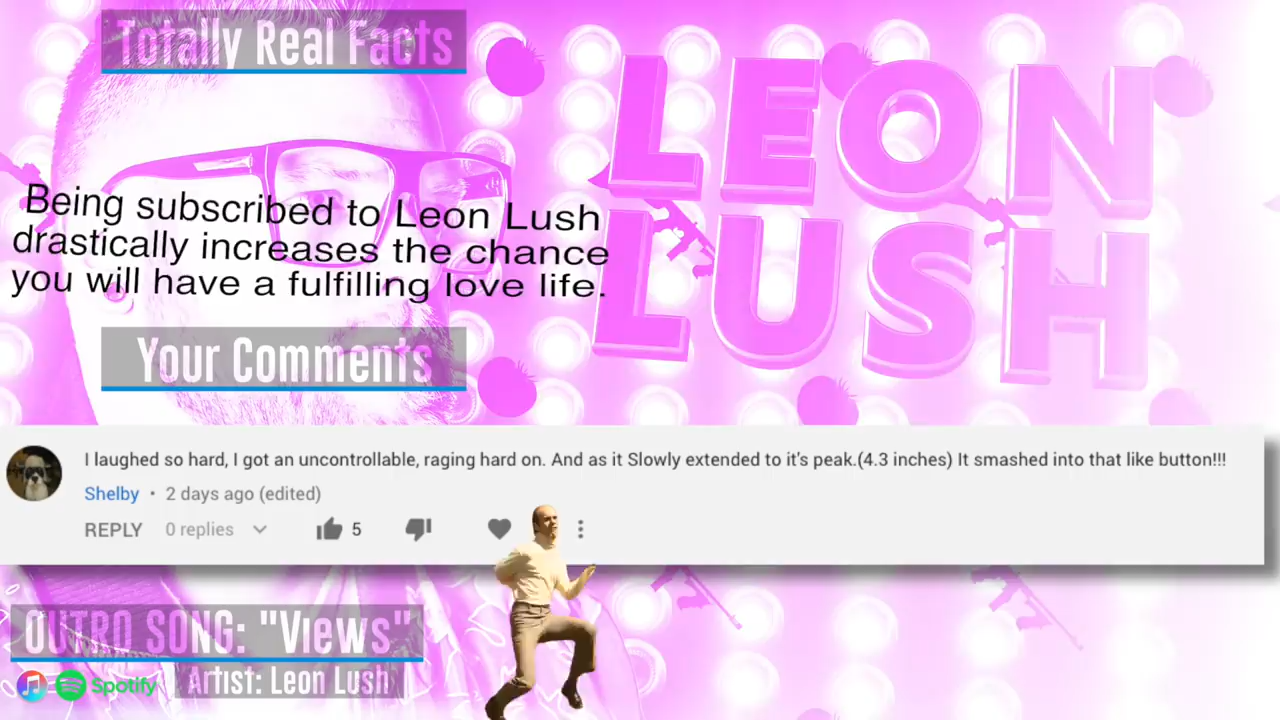 Totally Real Facts
LEON
LUSH
Being subscribed to Leon Lush
drastically increases the chance
you will have a fulfilling love life.
Your Comments
I laughed so hard, I got an uncontrollable, raging hard on. And as it Slowly extended to it's peak.(4.3 inches) It smashed into that like button!!!
Shelby • 2 days ago (edited)
REPLY 0 replies 5
OUTRO SONG: "Views"
Spotify Artist: Leon Lush